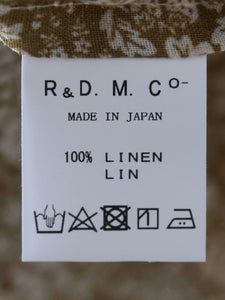 R & D. M. Co-
MADE IN JAPAN
100% LINEN
LIN